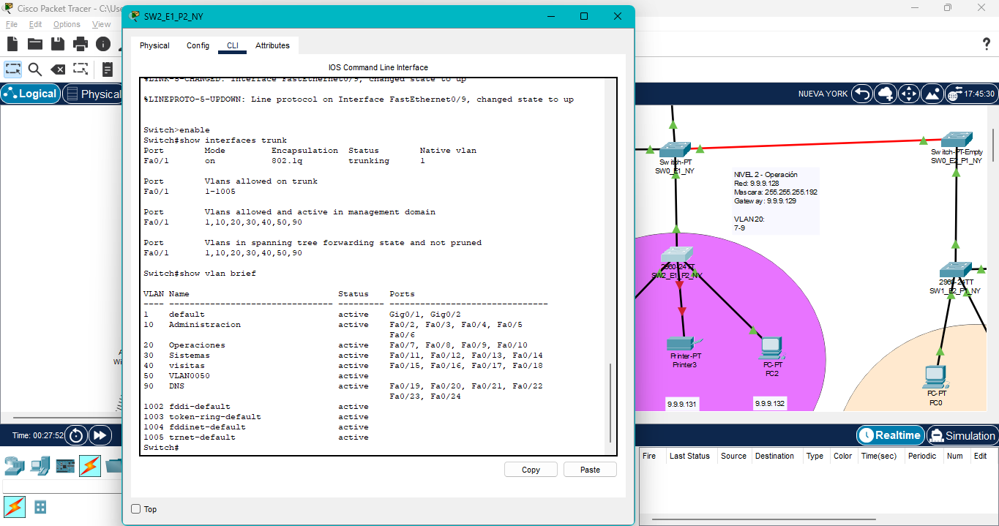 Cisco Packet Tracer - C:\Use
File Edit Options View
Logical
Physical
SW2_E1_P2_NY
Physical Config CLI Attributes
IOS Command Line Interface
%LINK-5-CHANGED: Interface FastEthernet0/9, changed state to up
%LINEPROTO-5-UPDOWN: Line protocol on Interface FastEthernet0/9, changed state to up
Switch>enable
Switch#show interfaces trunk
Port Mode Encapsulation Status Native vlan
Fa0/1 on 802.1q trunking 1
Port Vlans allowed on trunk
Fa0/1 1-1005
Port Vlans allowed and active in management domain
Fa0/1 1,10,20,30,40,50,90
Port Vlans in spanning tree forwarding state and not pruned
Fa0/1 1,10,20,30,40,50,90
Switch#show vlan brief
VLAN Name Status Ports
---- -------------------------------- --------- -------------------------------
1 default active Gig0/1, Gig0/2
10 Administracion active Fa0/2, Fa0/3, Fa0/4, Fa0/5
Fa0/6
20 Operaciones active Fa0/7, Fa0/8, Fa0/9, Fa0/10
30 Sistemas active Fa0/11, Fa0/12, Fa0/13, Fa0/14
40 visitas active Fa0/15, Fa0/16, Fa0/17, Fa0/18
50 VLAN0050 active
90 DNS active Fa0/19, Fa0/20, Fa0/21, Fa0/22
Fa0/23, Fa0/24
1002 fddi-default active
1003 token-ring-default active
1004 fddinet-default active
1005 trnet-default active
Switch#
Copy
Paste
Top
NUEVA YORK
17:45:30
Switch-PT
SW0_E1_NY
Switch-PT-Empty
SW0_E2_P1_NY
NIVEL 2 - Operación
Red: 9.9.9.128
Mascara: 255.255.255.192
Gateway: 9.9.9.129
VLAN 20:
7-9
2960-24TT
SW2_E1_P2_NY
2960-24TT
SW1_E2_P1_NY
Printer-PT
Printer3
PC-PT
PC2
PC-PT
PC0
9.9.9.131
9.9.9.132
Time: 00:27:52
Realtime
Simulation
Fire Last Status Source Destination Type Color Time(sec) Periodic Num Edit